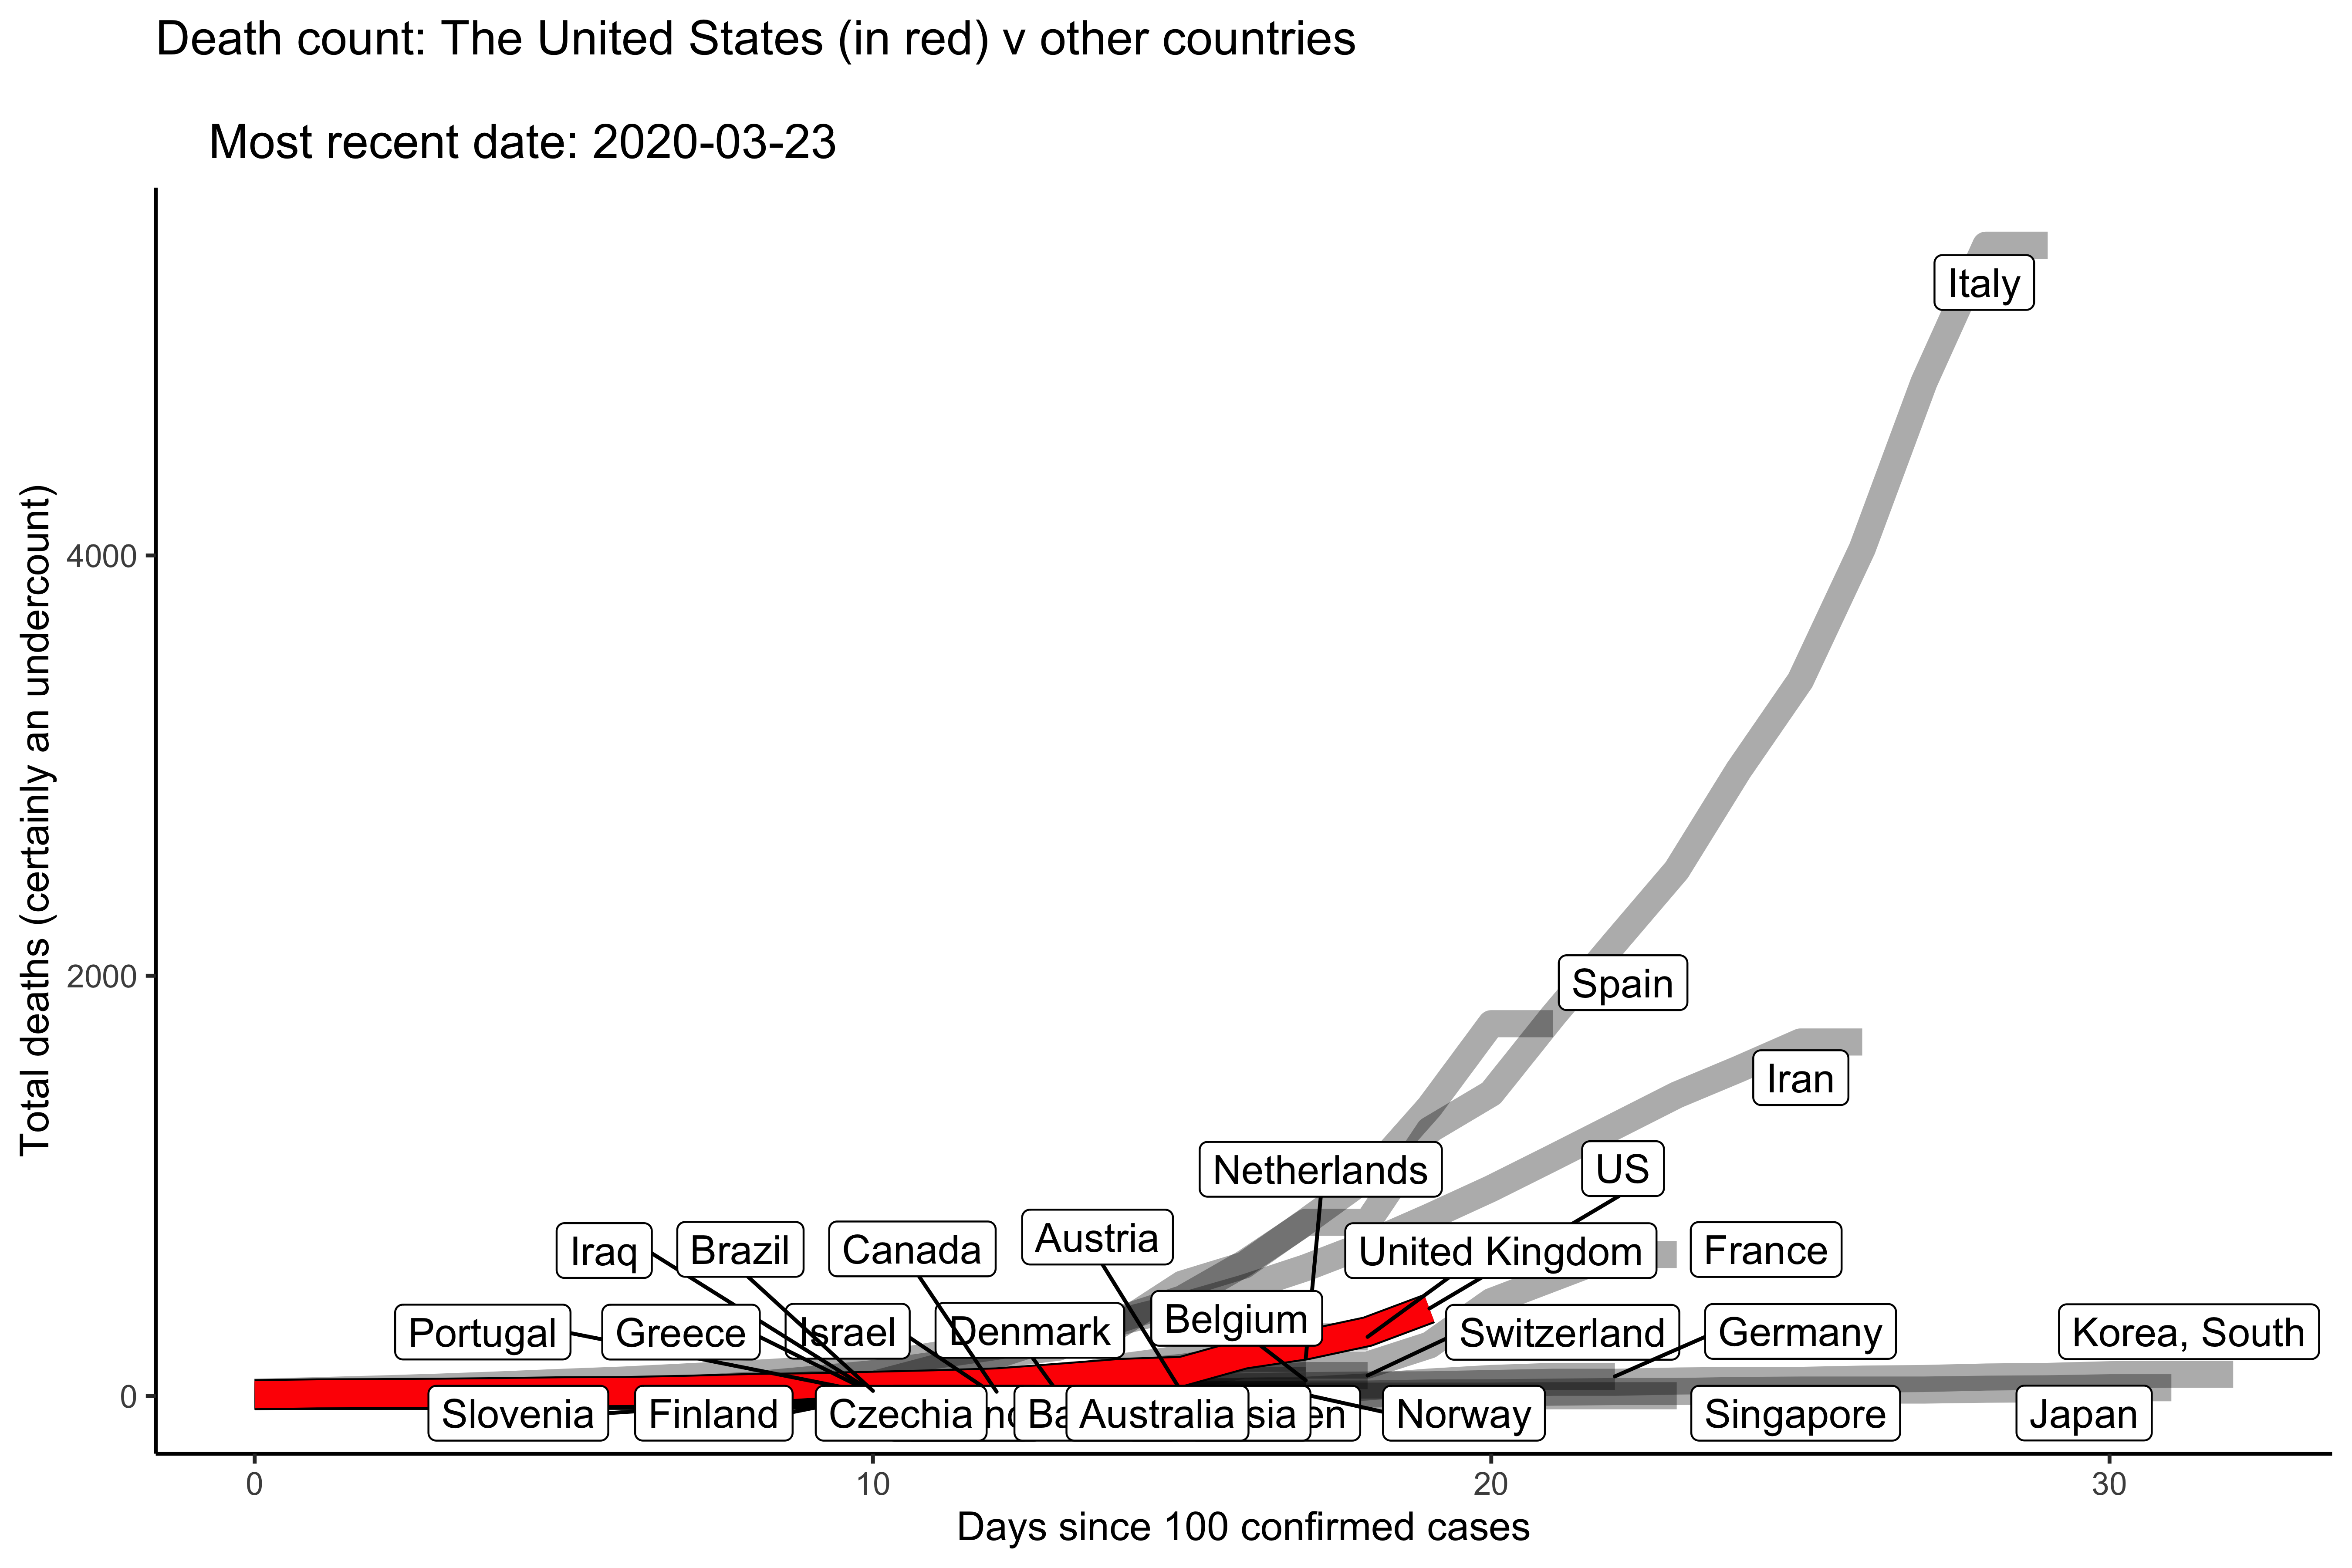 Death count: The United States (in red) v other countries
Most recent date: 2020-03-23
Total deaths (certainly an undercount)
4000
2000
0
Italy
Spain
Iran
Netherlands
US
Austria
Iraq
Brazil
Canada
United Kingdom
France
Portugal
Greece
Israel
Denmark
Belgium
Switzerland
Germany
Korea, South
Slovenia
Finland
Czechia
Australia
Norway
Singapore
Japan
0
10
20
30
Days since 100 confirmed cases